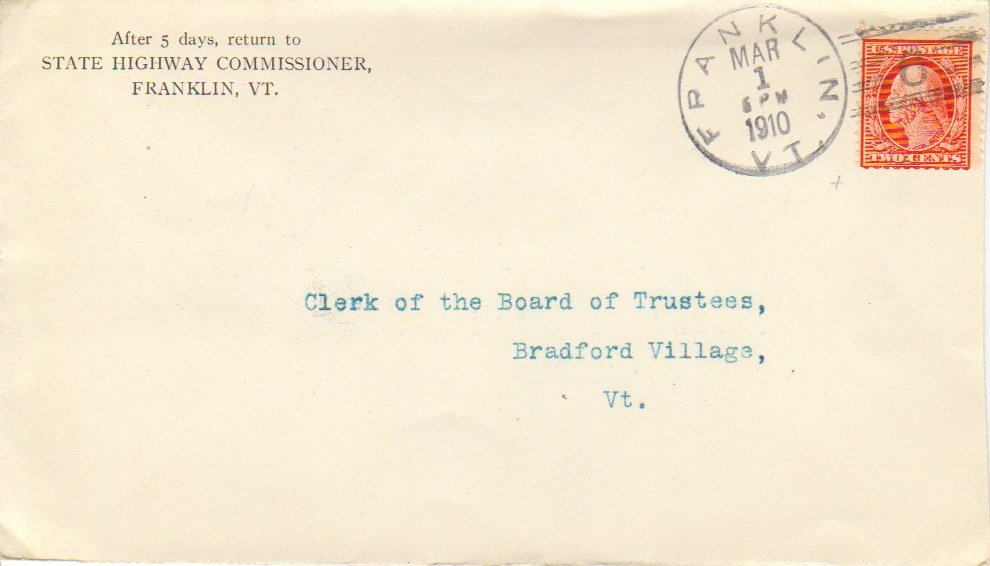 After 5 days, return to
STATE HIGHWAY COMMISSIONER,
FRANKLIN, VT.
FRANKLIN, VT.
MAR
1
6 PM
1910
U.S. POSTAGE
TWO CENTS
Clerk of the Board of Trustees,
Bradford Village,
Vt.